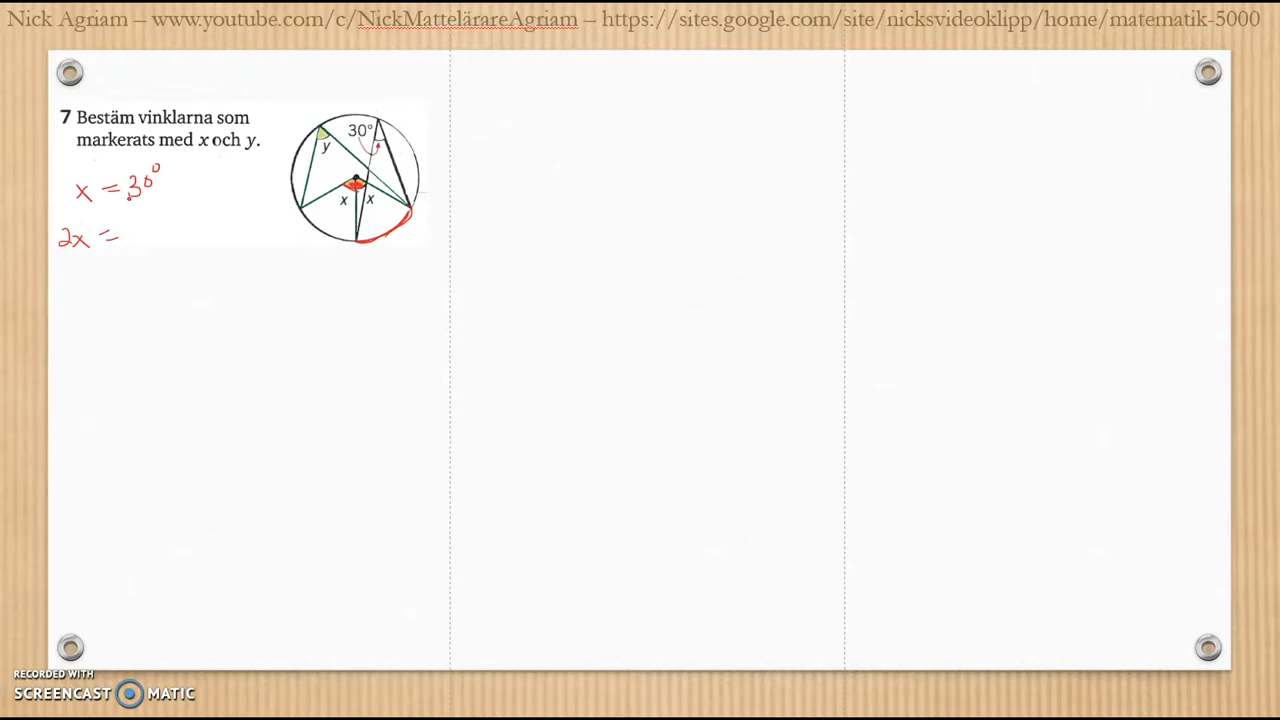 Nick Agriam – www.youtube.com/c/NickMattelärareAgriam – https://sites.google.com/site/nicksvideoklipp/home/matematik-5000
7 Bestäm vinklarna som
markerats med x och y.
30°
y
x = 30°
x x
2x =
RECORDED WITH
SCREENCAST MATIC